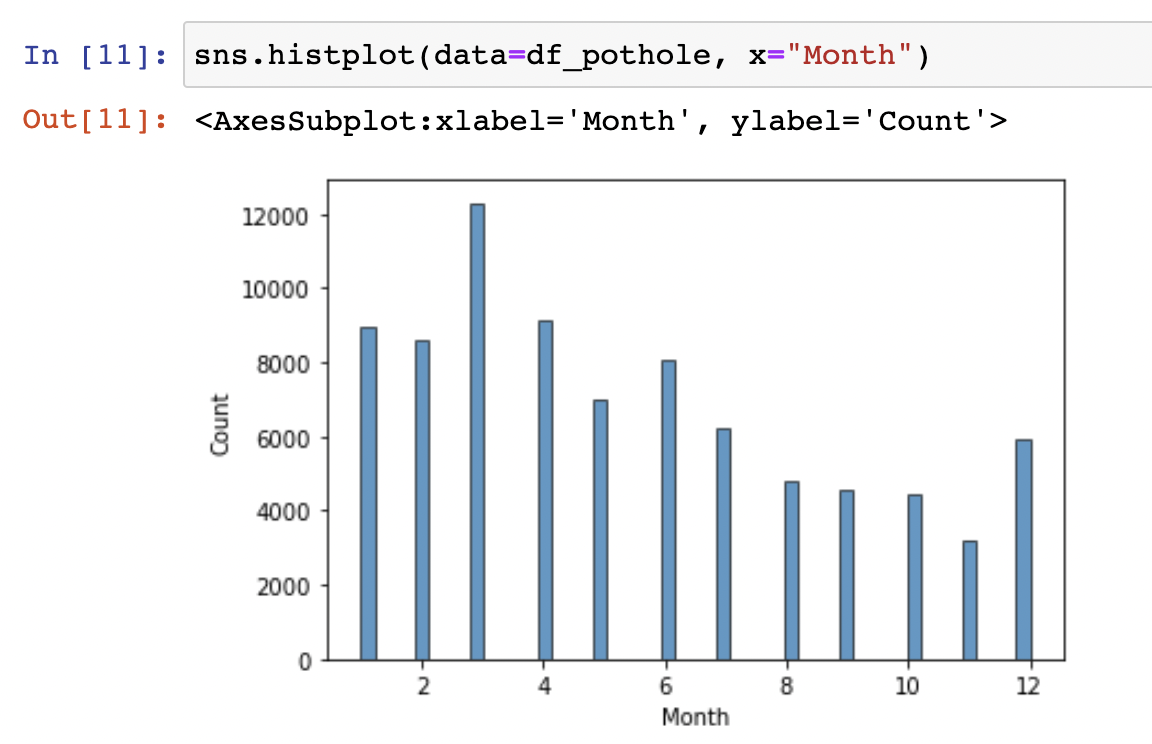 In [11]: sns.histplot(data=df_pothole, x="Month")
Out[11]: <AxesSubplot:xlabel='Month', ylabel='Count'>
12000
10000
8000
6000
4000
2000
0
Count
2 4 6 8 10 12
Month